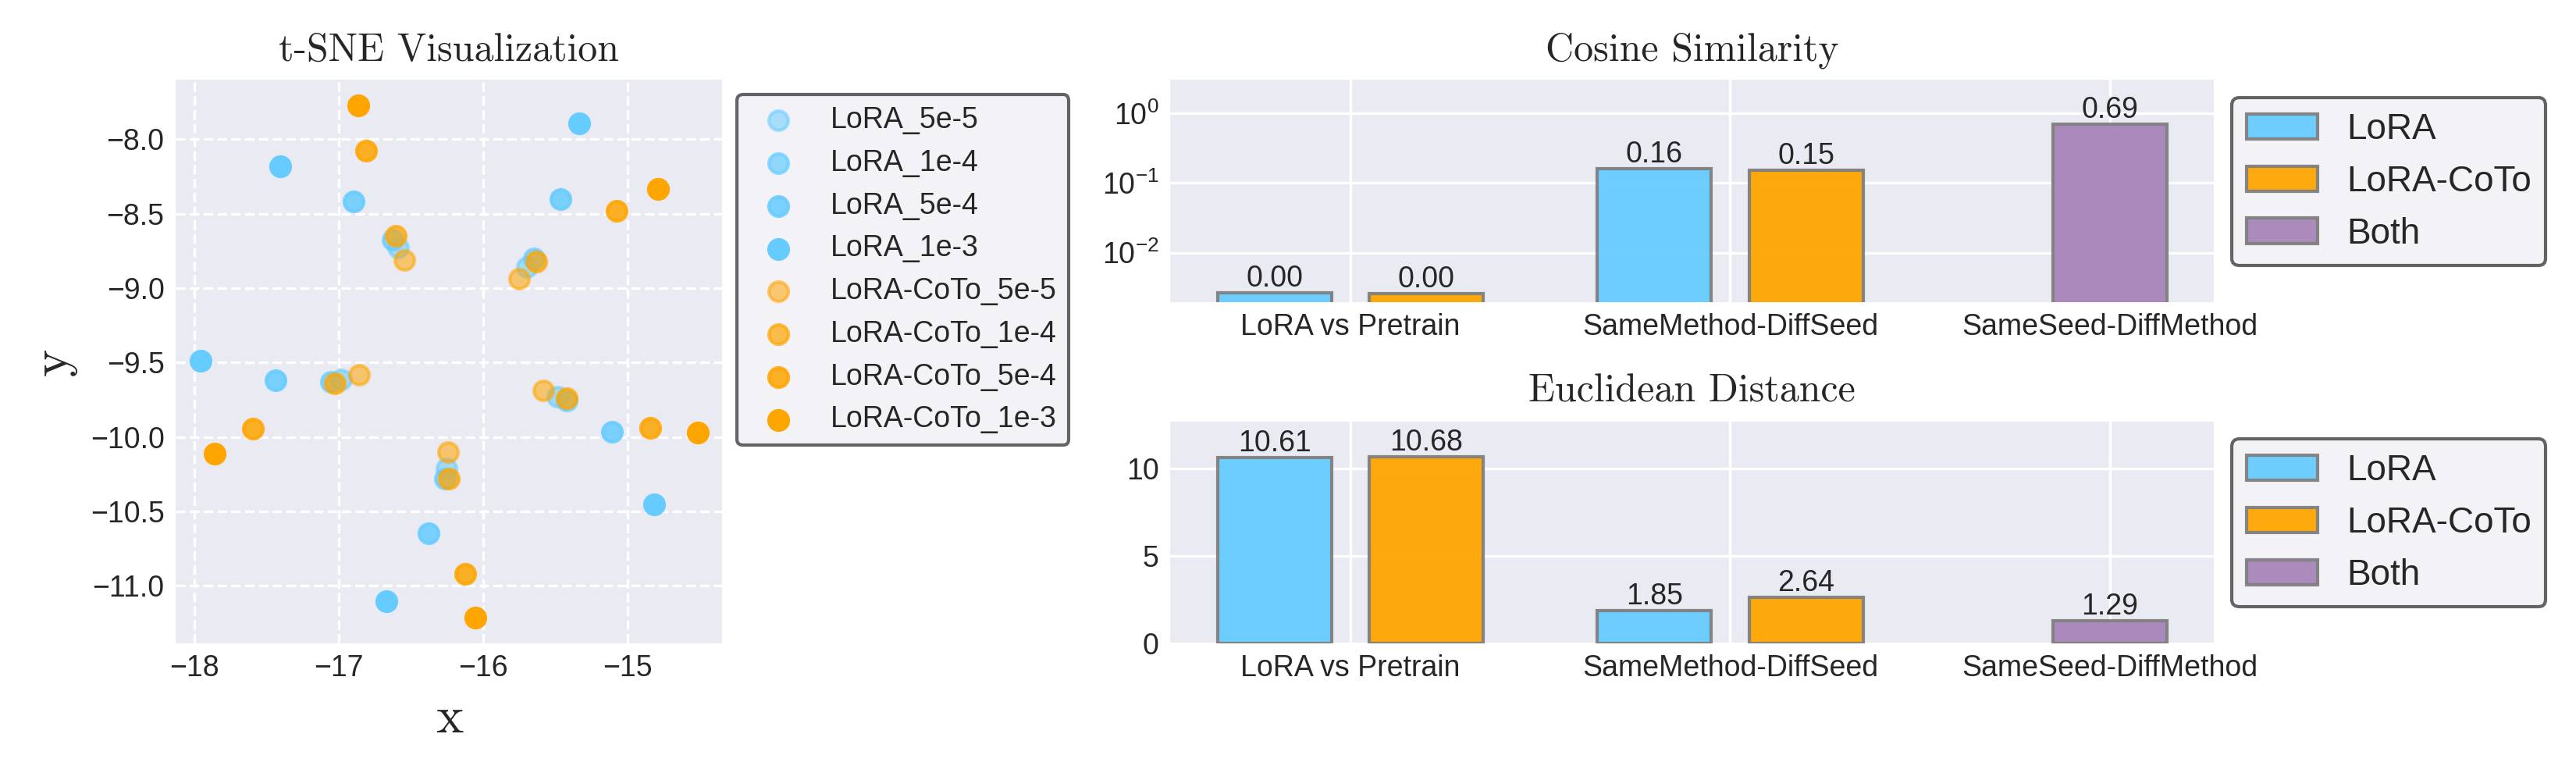 t-SNE Visualization
−8.0
−8.5
−9.0
−9.5
−10.0
−10.5
−11.0
−18
−17
−16
−15
y
x
LoRA_5e-5
LoRA_1e-4
LoRA_5e-4
LoRA_1e-3
LoRA-CoTo_5e-5
LoRA-CoTo_1e-4
LoRA-CoTo_5e-4
LoRA-CoTo_1e-3
Cosine Similarity
10⁰
10⁻¹
10⁻²
0.00
0.00
0.16
0.15
0.69
LoRA vs Pretrain
SameMethod-DiffSeed
SameSeed-DiffMethod
LoRA
LoRA-CoTo
Both
Euclidean Distance
10
5
0
10.61
10.68
1.85
2.64
1.29
LoRA vs Pretrain
SameMethod-DiffSeed
SameSeed-DiffMethod
LoRA
LoRA-CoTo
Both